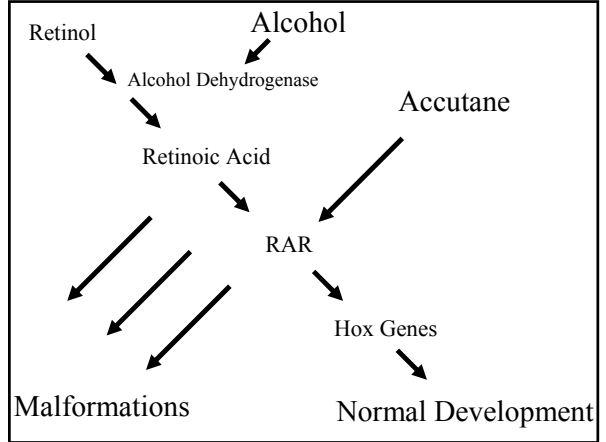 Retinol
Alcohol
Alcohol Dehydrogenase
Accutane
Retinoic Acid
RAR
Hox Genes
Malformations
Normal Development